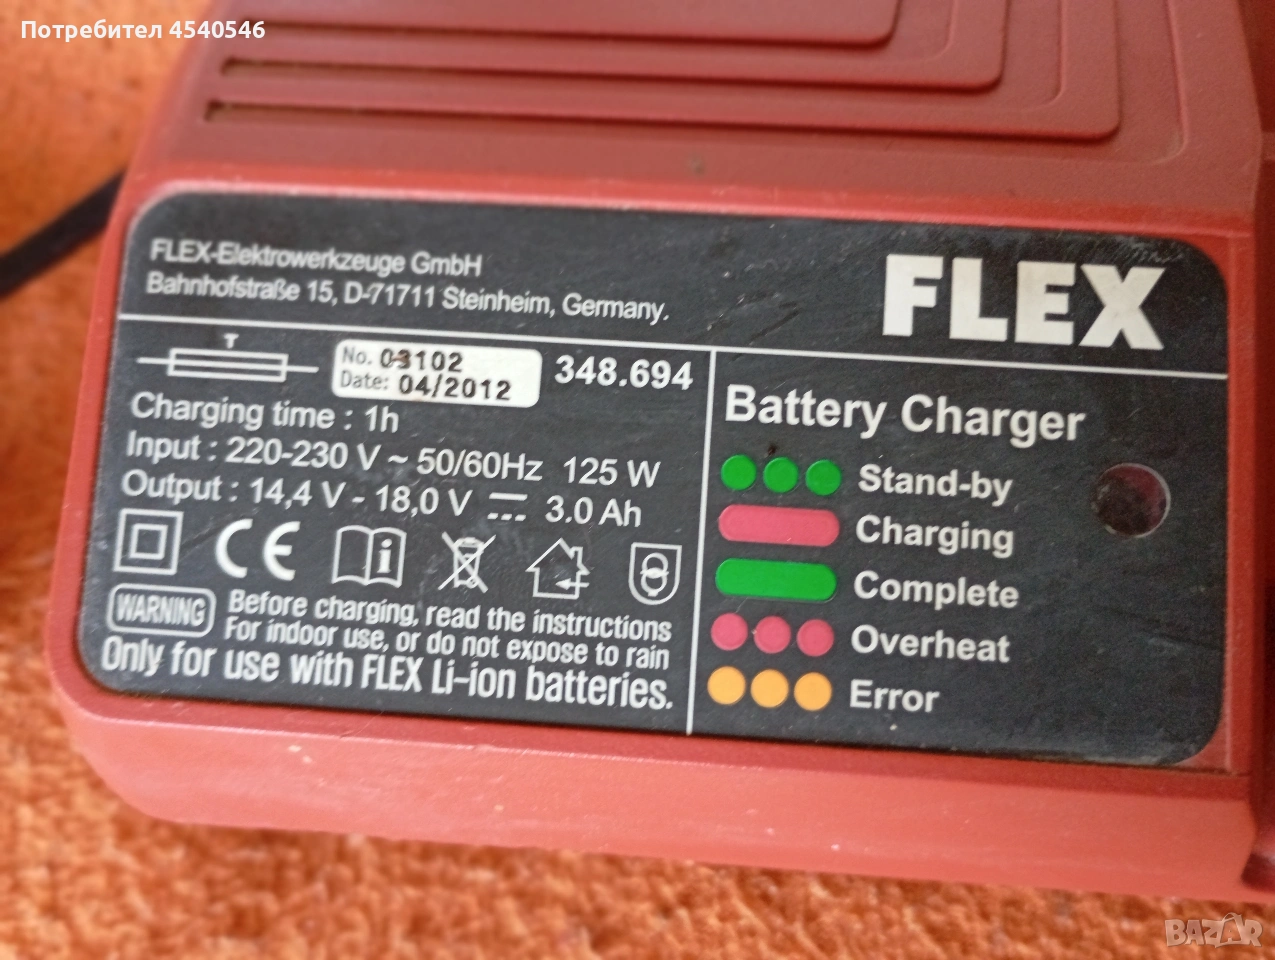 Потребител 4540546
FLEX-Elektrowerkzeuge GmbH
Bahnhofstraße 15, D-71711 Steinheim, Germany.
FLEX
T
No. 03102
Date: 04/2012
348.694
Charging time : 1h
Input : 220-230 V ~ 50/60Hz 125 W
Output : 14,4 V - 18,0 V 3.0 Ah
CE
i
WARNING
Before charging, read the instructions
For indoor use, or do not expose to rain
Only for use with FLEX Li-ion batteries.
Battery Charger
Stand-by
Charging
Complete
Overheat
Error
BAZAR